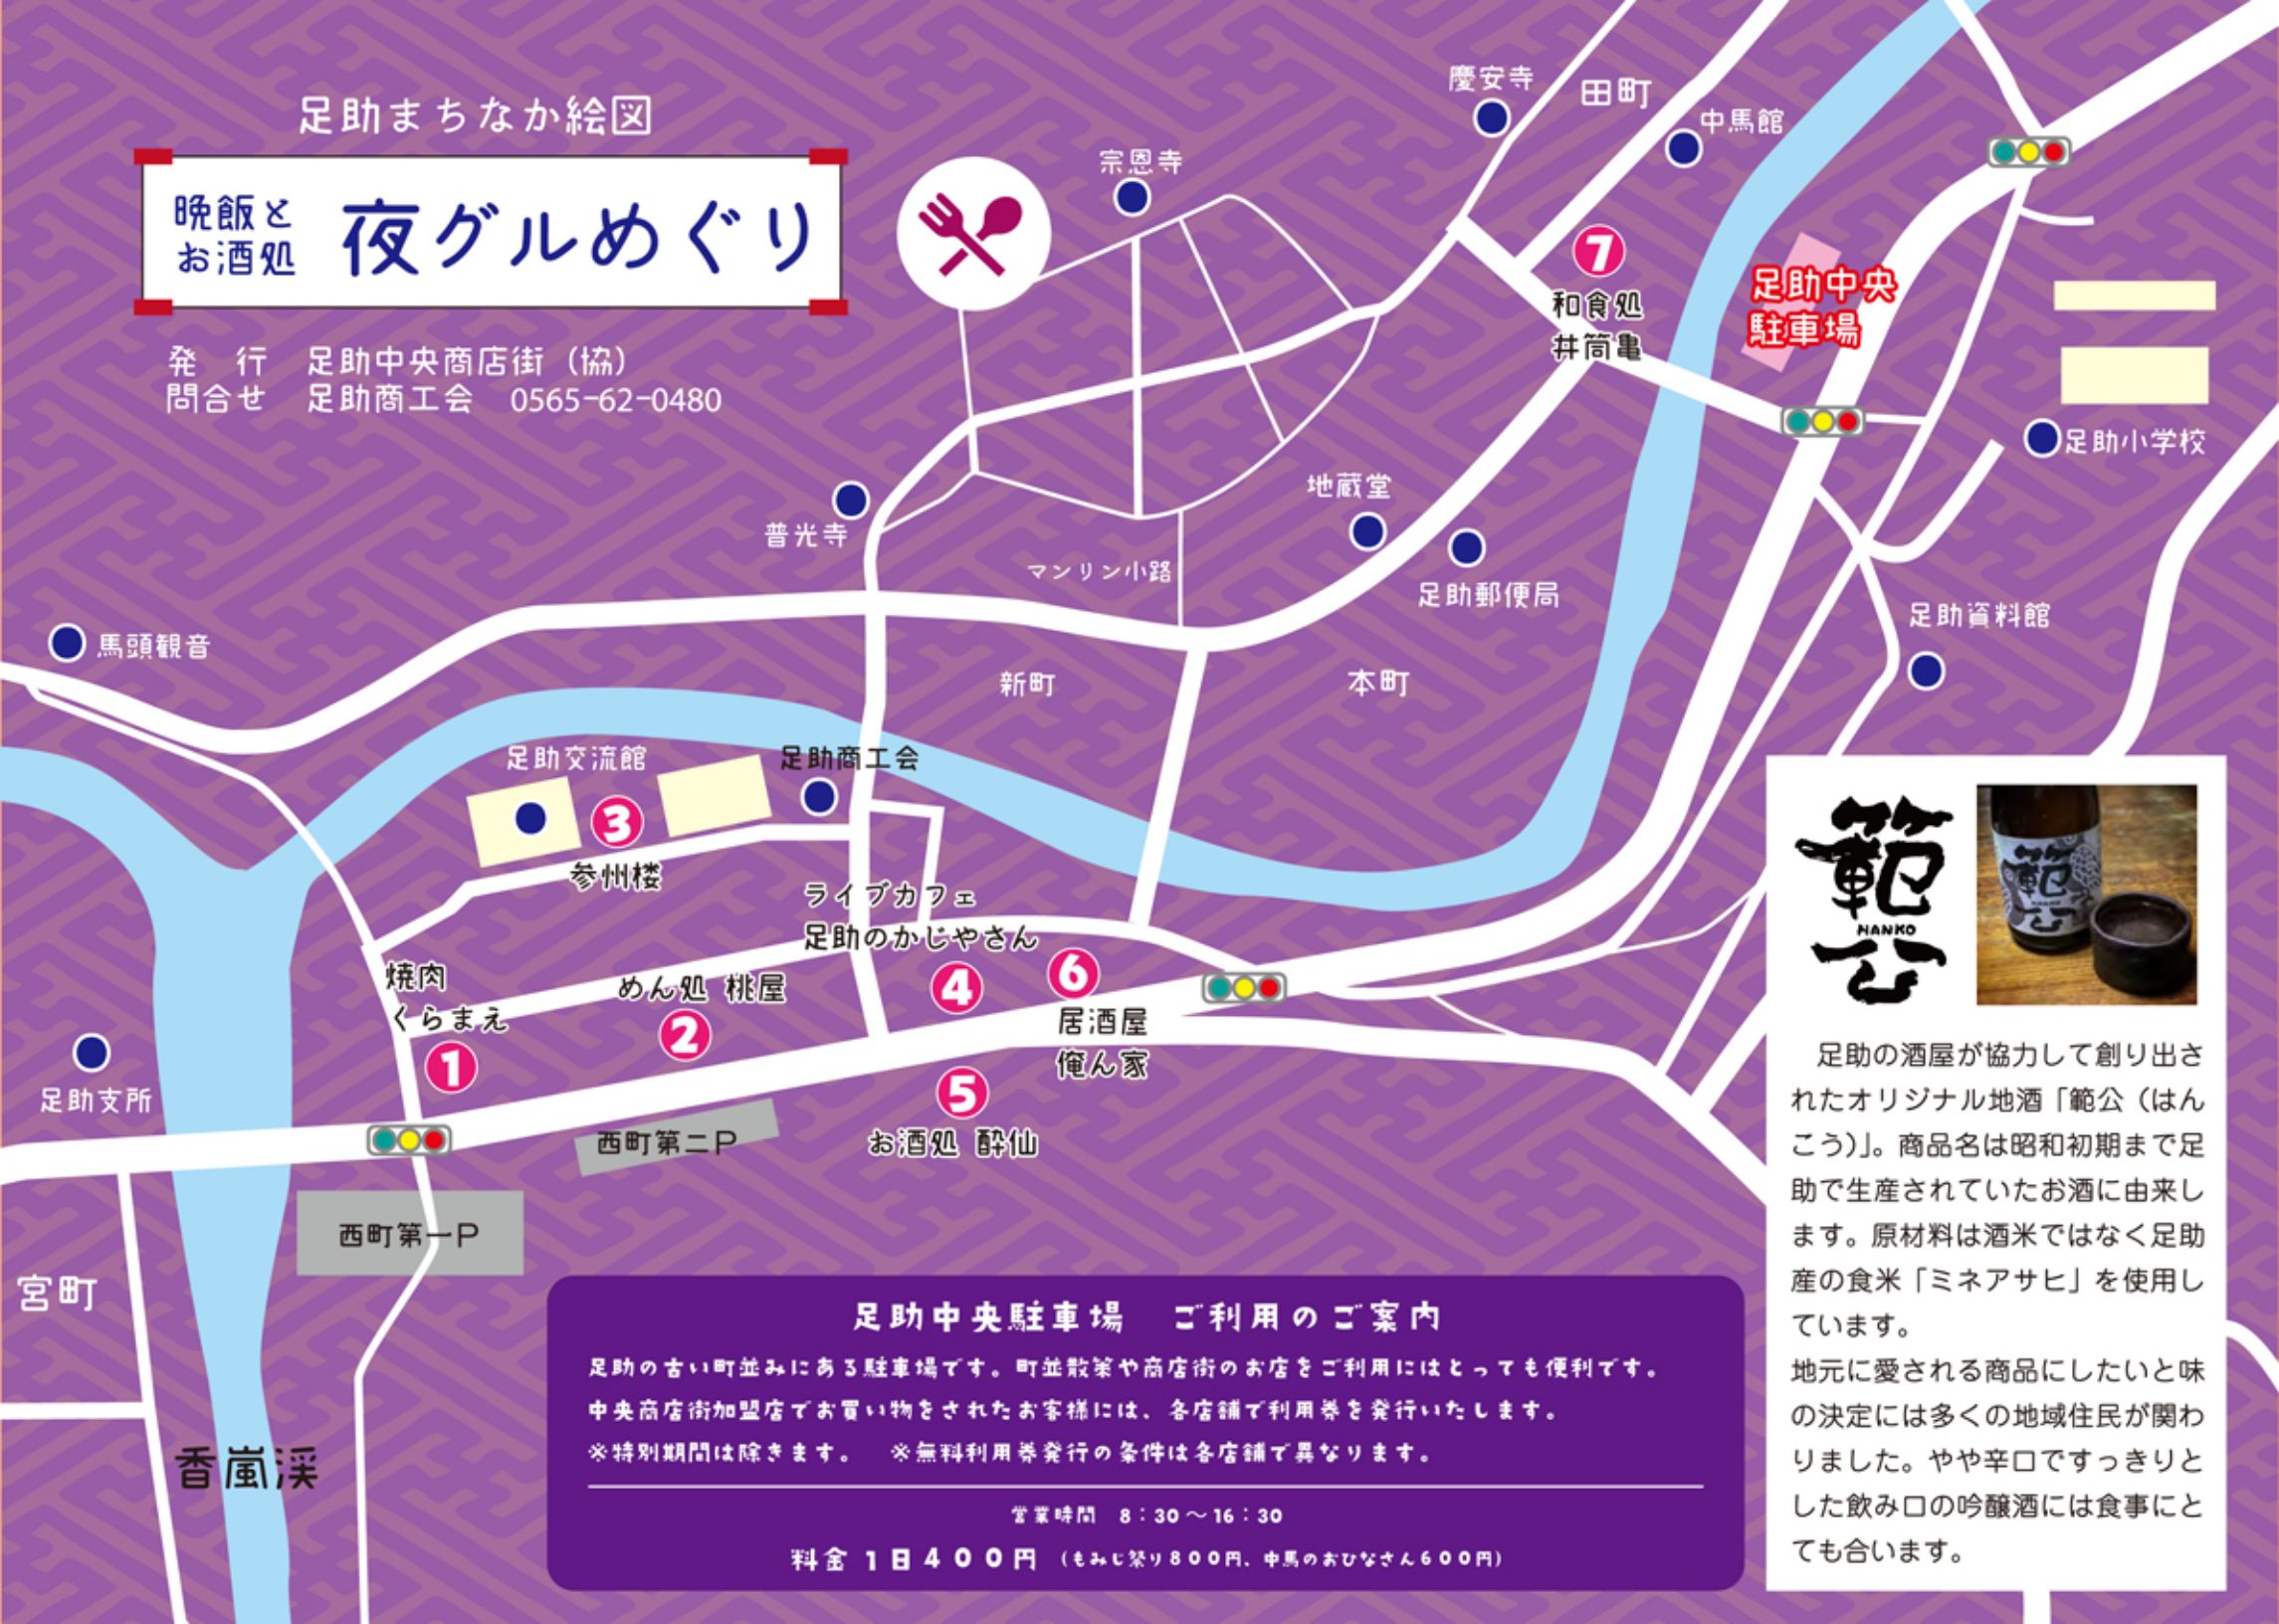 足助まちなか絵図
晩飯と
お酒処
夜グルめぐり
発　行　足助中央商店街（協）
問合せ　足助商工会　0565-62-0480
慶安寺
田町
中馬館
宗恩寺
7
和食処
井筒亀
足助中央
駐車場
足助小学校
地蔵堂
普光寺
マンリン小路
足助郵便局
足助資料館
馬頭観音
新町
本町
足助交流館
足助商工会
3
参州楼
ライブカフェ
足助のかじやさん
4
6
居酒屋
俺ん家
焼肉
くらまえ
1
めん処 桃屋
2
5
お酒処 酔仙
足助支所
西町第二P
西町第一P
宮町
香嵐渓
範公
HANKO
範公
HANKO
足助の酒屋が協力して創り出さ
れたオリジナル地酒「範公（はん
こう）」。商品名は昭和初期まで足
助で生産されていたお酒に由来し
ます。原材料は酒米ではなく足助
産の食米「ミネアサヒ」を使用し
ています。
地元に愛される商品にしたいと味
の決定には多くの地域住民が関わ
りました。やや辛口ですっきりと
した飲み口の吟醸酒には食事にと
ても合います。
足助中央駐車場　ご利用のご案内
足助の古い町並みにある駐車場です。町並散策や商店街のお店をご利用にはとっても便利です。
中央商店街加盟店でお買い物をされたお客様には、各店舗で利用券を発行いたします。
※特別期間は除きます。　※無料利用券発行の条件は各店舗で異なります。
営業時間　8：30～16：30
料金 1日400円（もみじ祭り800円、中馬のおひなさん600円）